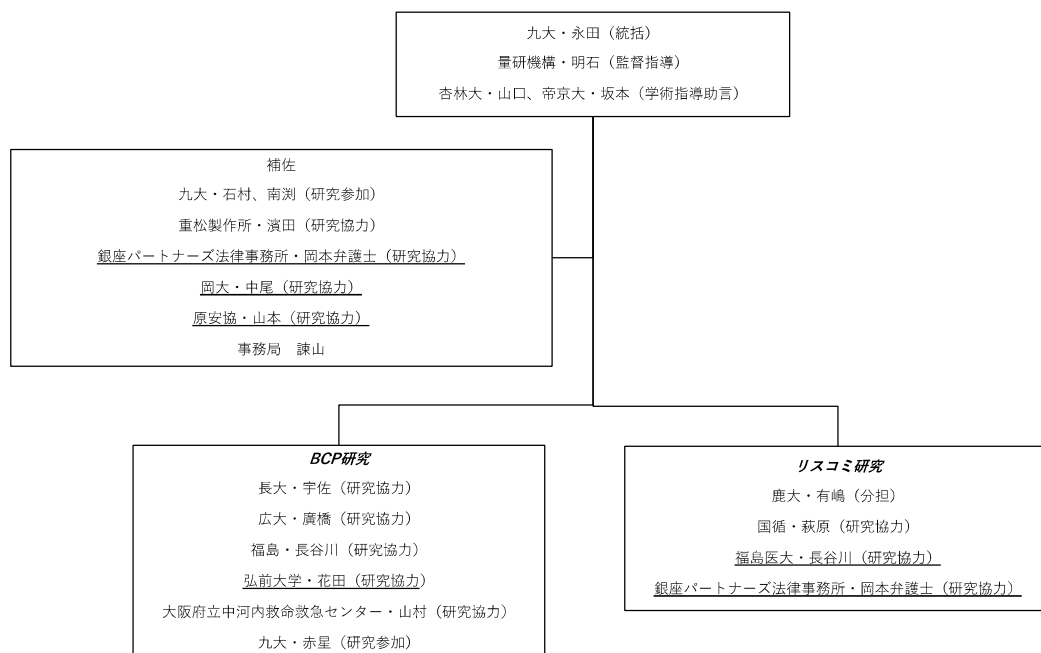 九大・永田（統括）
量研機構・明石（監督指導）
杏林大・山口、帝京大・坂本（学術指導助言）
補佐
九大・石村、南渕（研究参加）
重松製作所・濱田（研究協力）
銀座パートナーズ法律事務所・岡本弁護士（研究協力）
岡大・中尾（研究協力）
原安協・山本（研究協力）
事務局　諌山
BCP研究
長大・宇佐（研究協力）
広大・廣橋（研究協力）
福島・長谷川（研究協力）
弘前大学・花田（研究協力）
大阪府立中河内救命救急センター・山村（研究協力）
九大・赤星（研究参加）
リスコミ研究
鹿大・有嶋（分担）
国循・萩原（研究協力）
福島医大・長谷川（研究協力）
銀座パートナーズ法律事務所・岡本弁護士（研究協力）